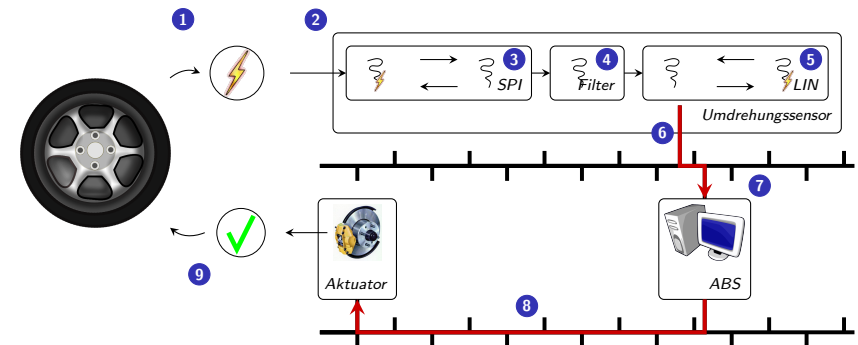 1
2
3
SPI
4
Filter
5
LIN
Umdrehungssensor
6
7
ABS
8
Aktuator
9